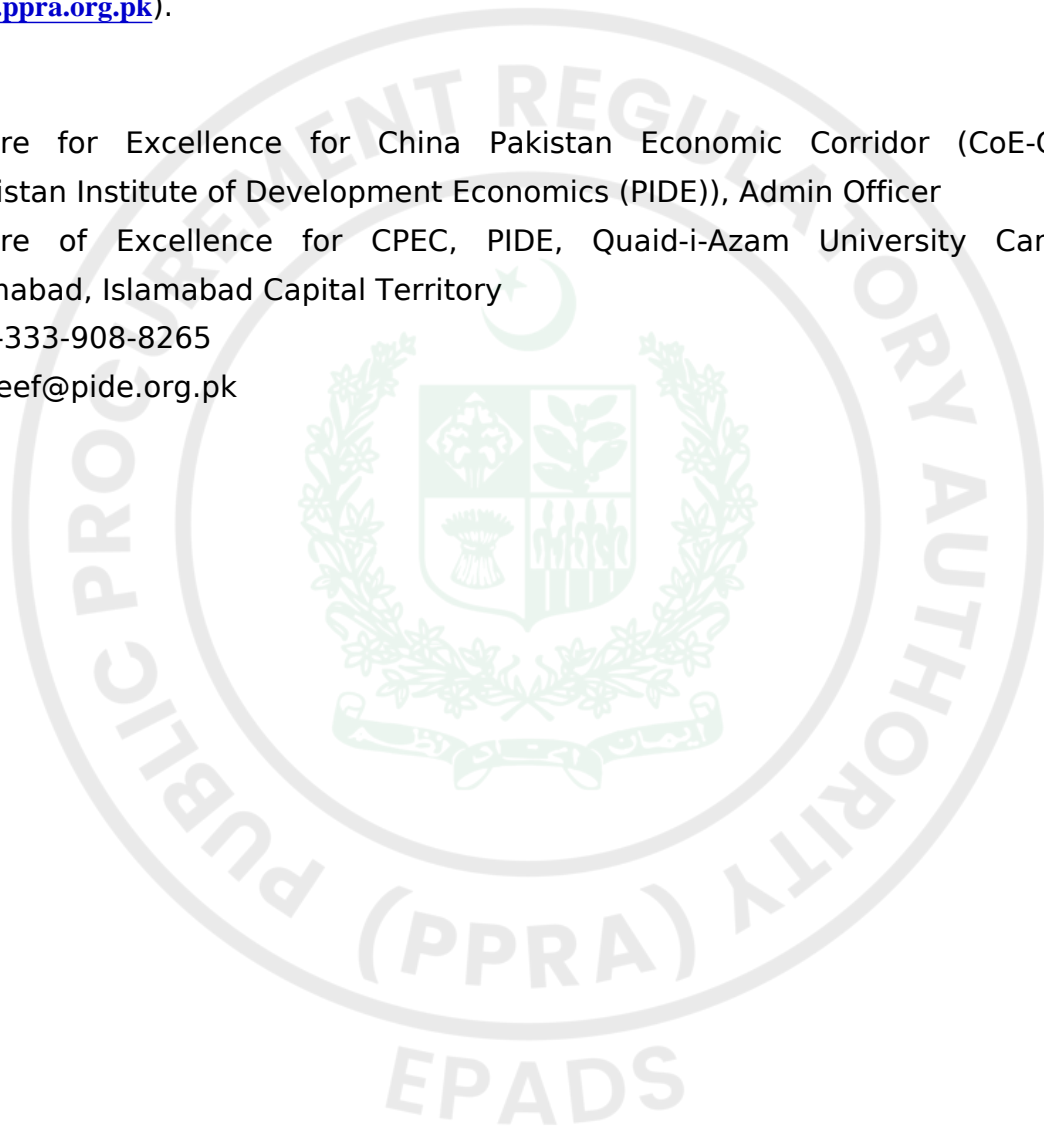 .ppra.org.pk).
re for Excellence for China Pakistan Economic Corridor (CoE-C
istan Institute of Development Economics (PIDE)), Admin Officer
re of Excellence for CPEC, PIDE, Quaid-i-Azam University Can
nabad, Islamabad Capital Territory
-333-908-8265
eef@pide.org.pk
PUBLIC PROCUREMENT REGULATORY AUTHORITY
(PPRA)
EPADS